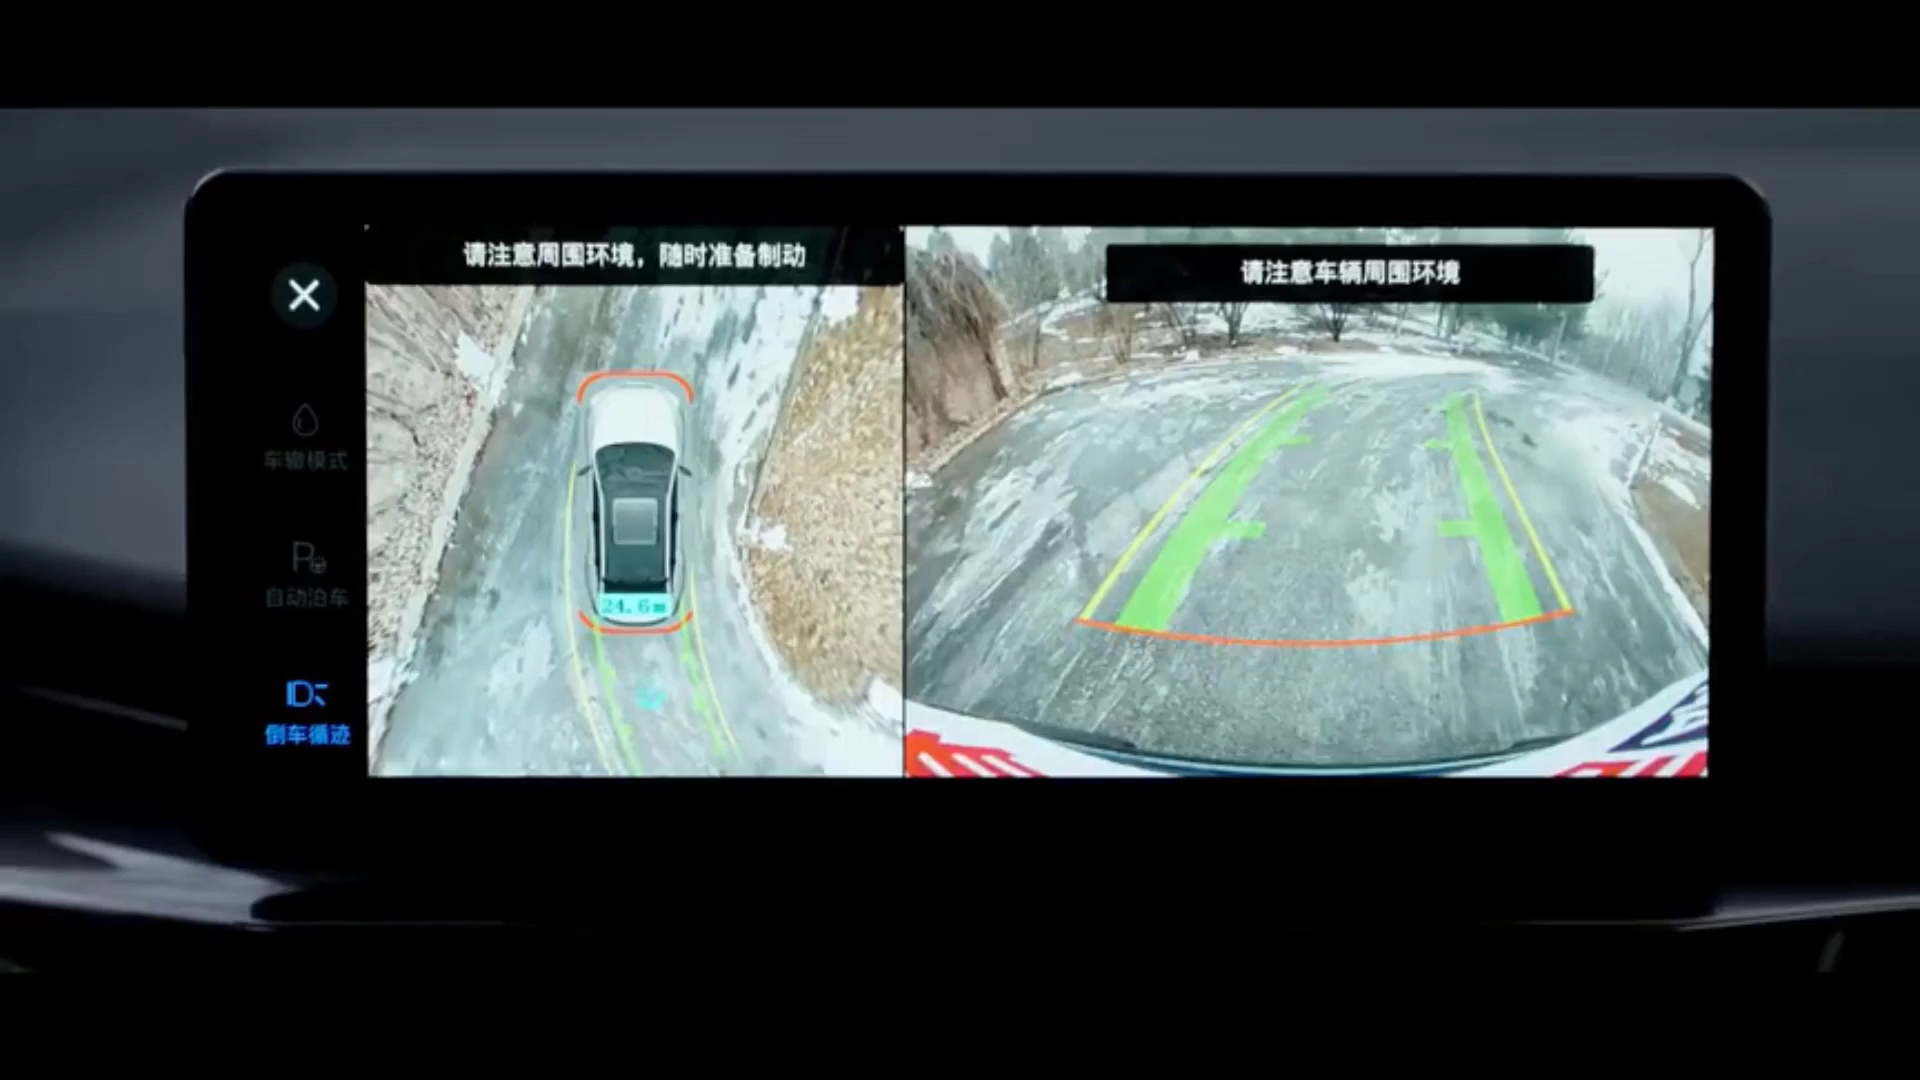 请注意周围环境，随时准备制动
请注意车辆周围环境
车辙模式
自动泊车
倒车循迹
24.6m